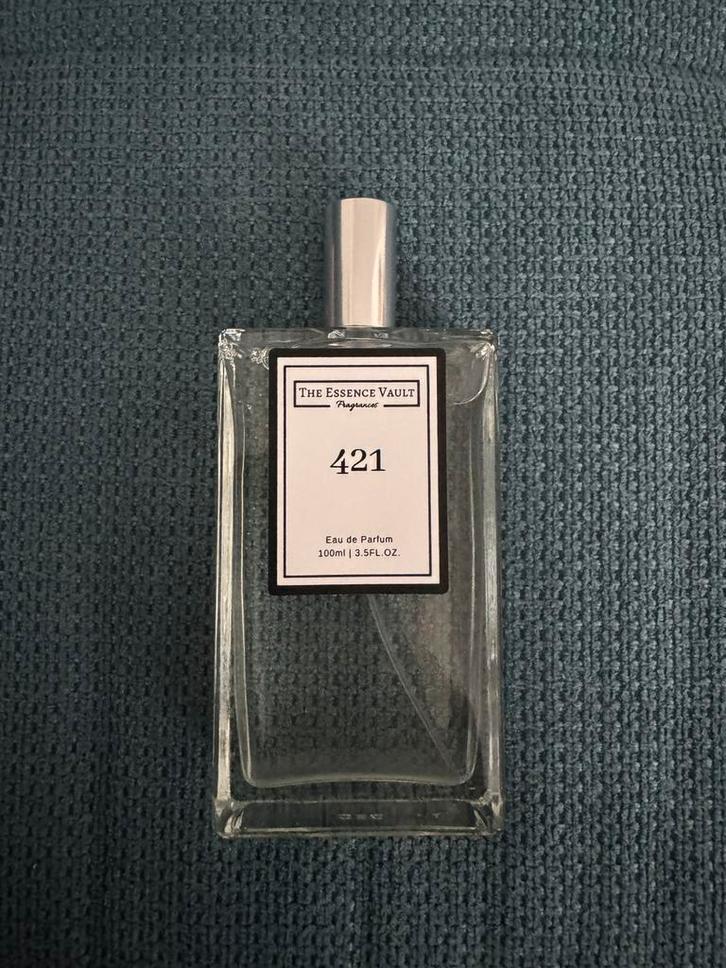 The Essence Vault
Fragrances
421
Eau de Parfum
100ml | 3.5FL.OZ.